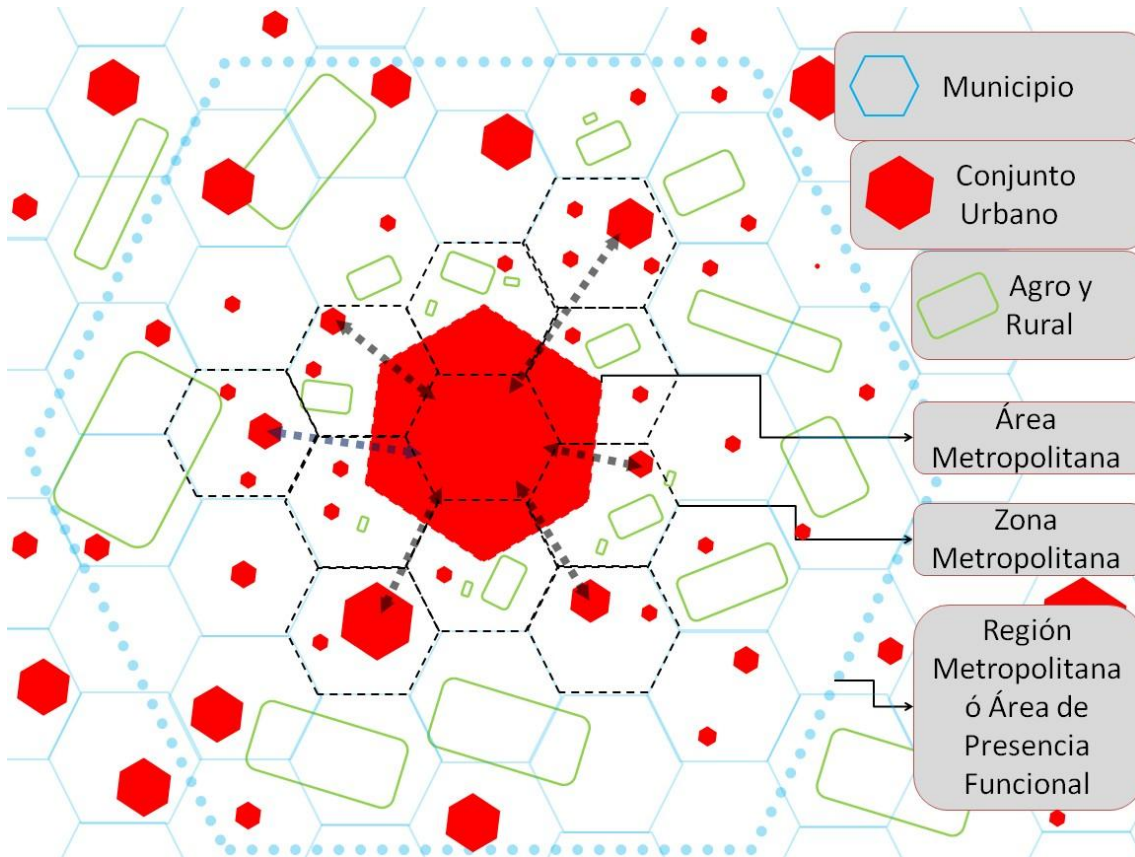 Municipio
Conjunto
Urbano
Agro y
Rural
Área
Metropolitana
Zona
Metropolitana
Región
Metropolitana
ó Área de
Presencia
Funcional